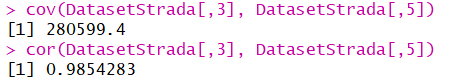 > cov(DatasetStrada[,3], DatasetStrada[,5])
[1] 280599.4
> cor(DatasetStrada[,3], DatasetStrada[,5])
[1] 0.9854283